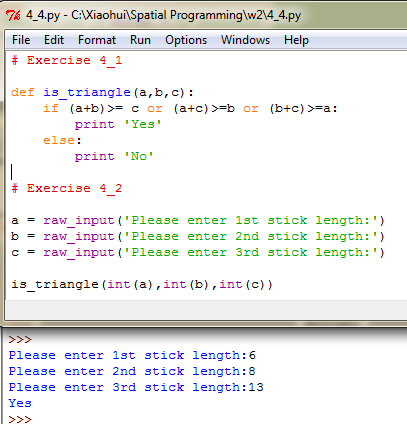 7% 4_4.py - C:\Xiaohui\Spatial Programming\w2\4_4.py
File Edit Format Run Options Windows Help
# Exercise 4_1
def is_triangle(a,b,c):
    if (a+b)>= c or (a+c)>=b or (b+c)>=a:
        print 'Yes'
    else:
        print 'No'
# Exercise 4_2
a = raw_input('Please enter 1st stick length:')
b = raw_input('Please enter 2nd stick length:')
c = raw_input('Please enter 3rd stick length:')
is_triangle(int(a),int(b),int(c))
>>>
Please enter 1st stick length:6
Please enter 2nd stick length:8
Please enter 3rd stick length:13
Yes
>>>